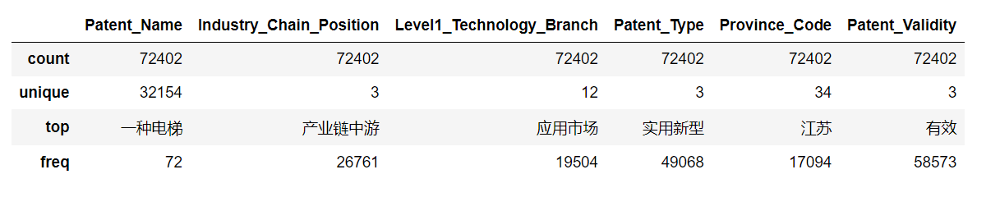 Patent_Name Industry_Chain_Position Level1_Technology_Branch Patent_Type Province_Code Patent_Validity
count 72402 72402 72402 72402 72402 72402
unique 32154 3 12 3 34 3
top 一种电梯 产业链中游 应用市场 实用新型 江苏 有效
freq 72 26761 19504 49068 17094 58573